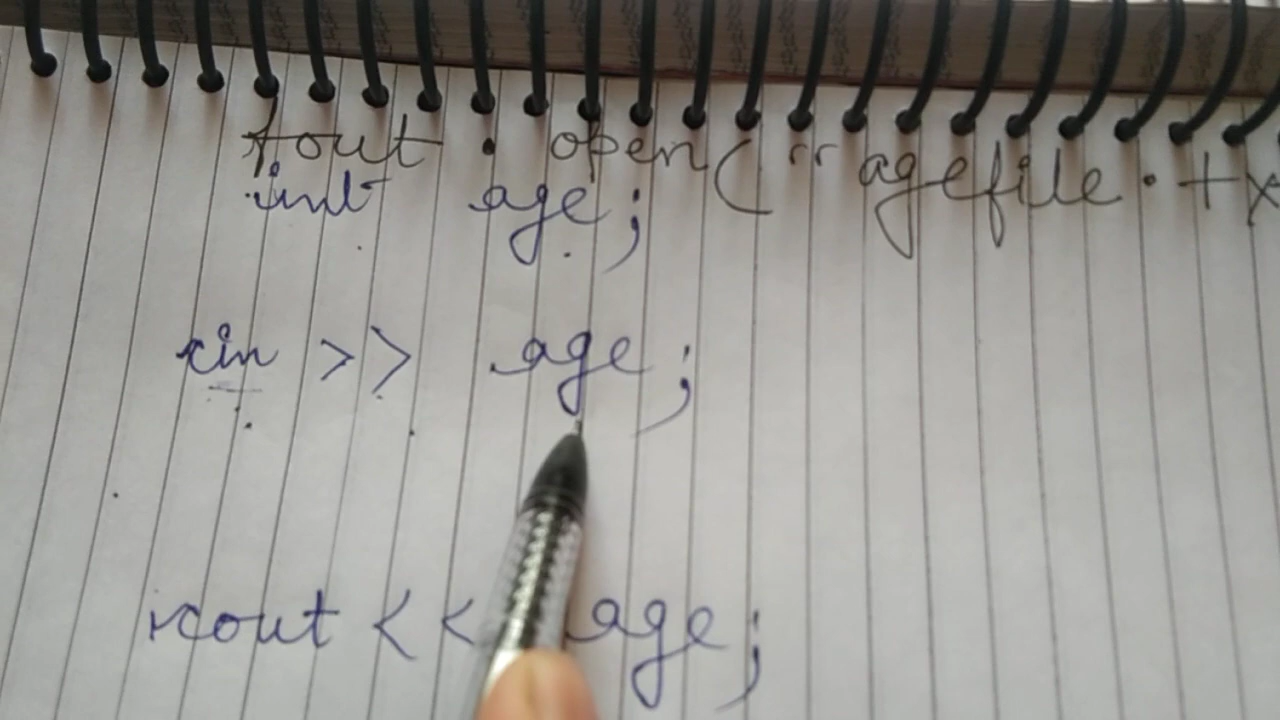 fout . open( "agefile.tx
int age;
cin >> age;
cout << age;